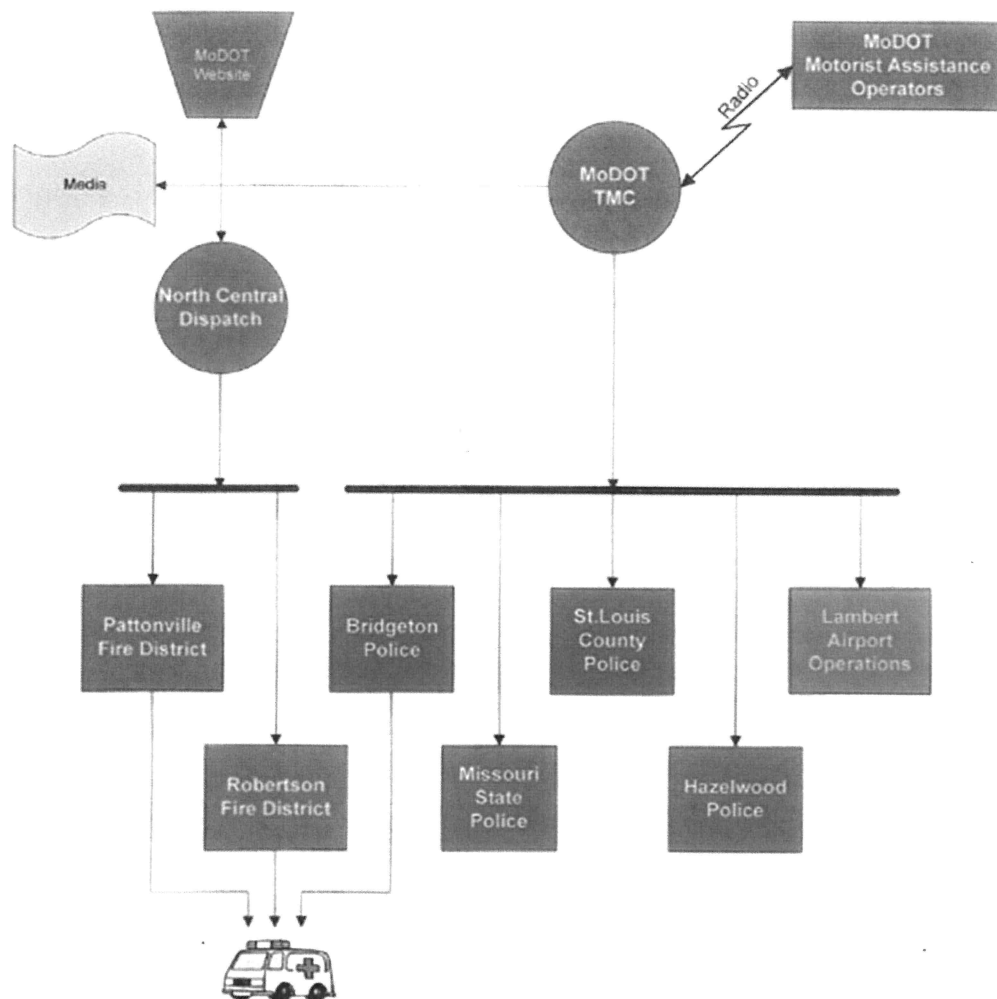 MoDOT
Website
MoDOT
Motorist Assistance
Operators
Radio
Media
MoDOT
TMC
North Central
Dispatch
Pattonville
Fire District
Bridgeton
Police
St.Louis
County
Police
Lambert
Airport
Operations
Robertson
Fire District
Missouri
State
Police
Hazelwood
Police